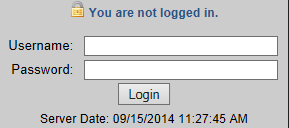 You are not logged in.
Username:
Password:
Login
Server Date: 09/15/2014 11:27:45 AM